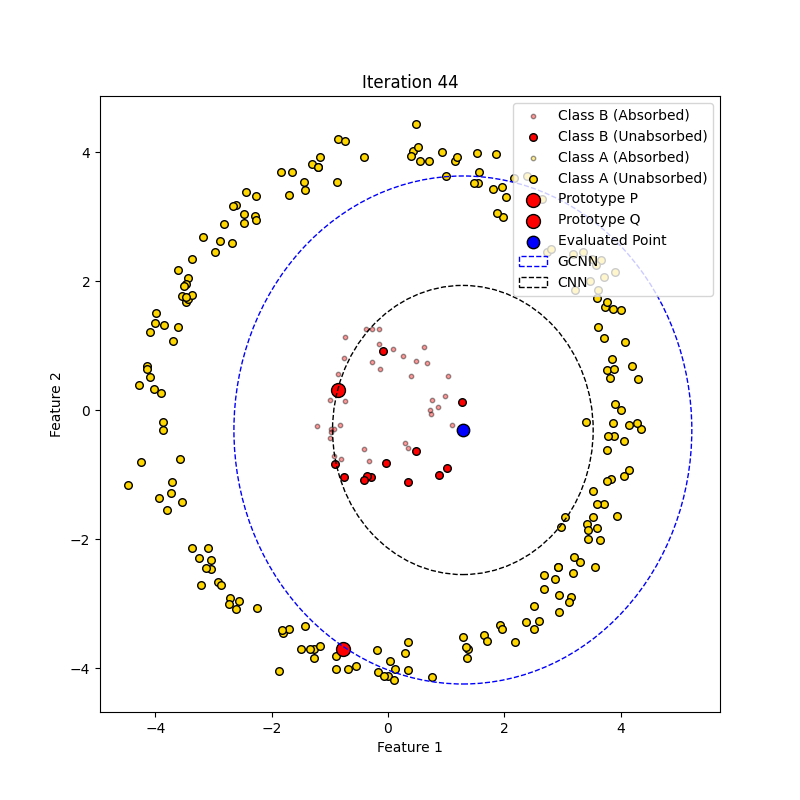 Iteration 44
Class B (Absorbed)
Class B (Unabsorbed)
Class A (Absorbed)
Class A (Unabsorbed)
Prototype P
Prototype Q
Evaluated Point
GCNN
CNN
4
2
0
−2
−4
Feature 2
−4 −2 0 2 4
Feature 1